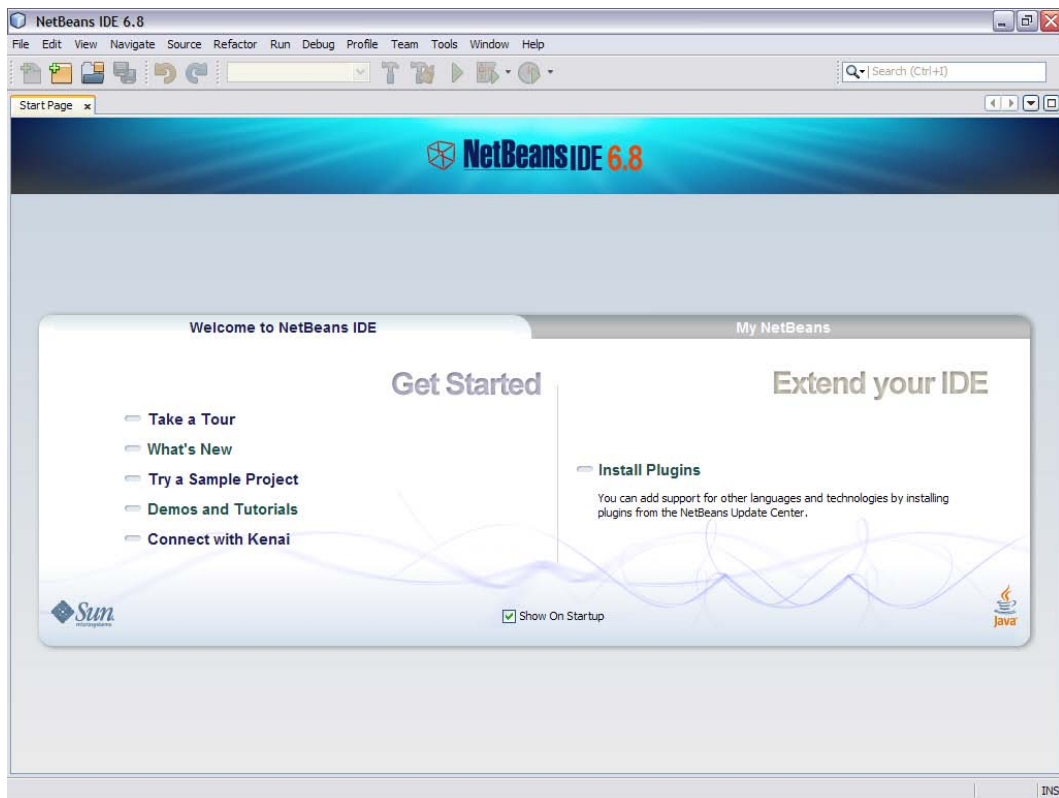 NetBeans IDE 6.8
File Edit View Navigate Source Refactor Run Debug Profile Team Tools Window Help
Search (Ctrl+I)
Start Page
NetBeans IDE 6.8
Welcome to NetBeans IDE
My NetBeans
Get Started
Extend your IDE
Take a Tour
What's New
Try a Sample Project
Demos and Tutorials
Connect with Kenai
Install Plugins
You can add support for other languages and technologies by installing
plugins from the NetBeans Update Center.
Sun
microsystems
Show On Startup
Java
INS